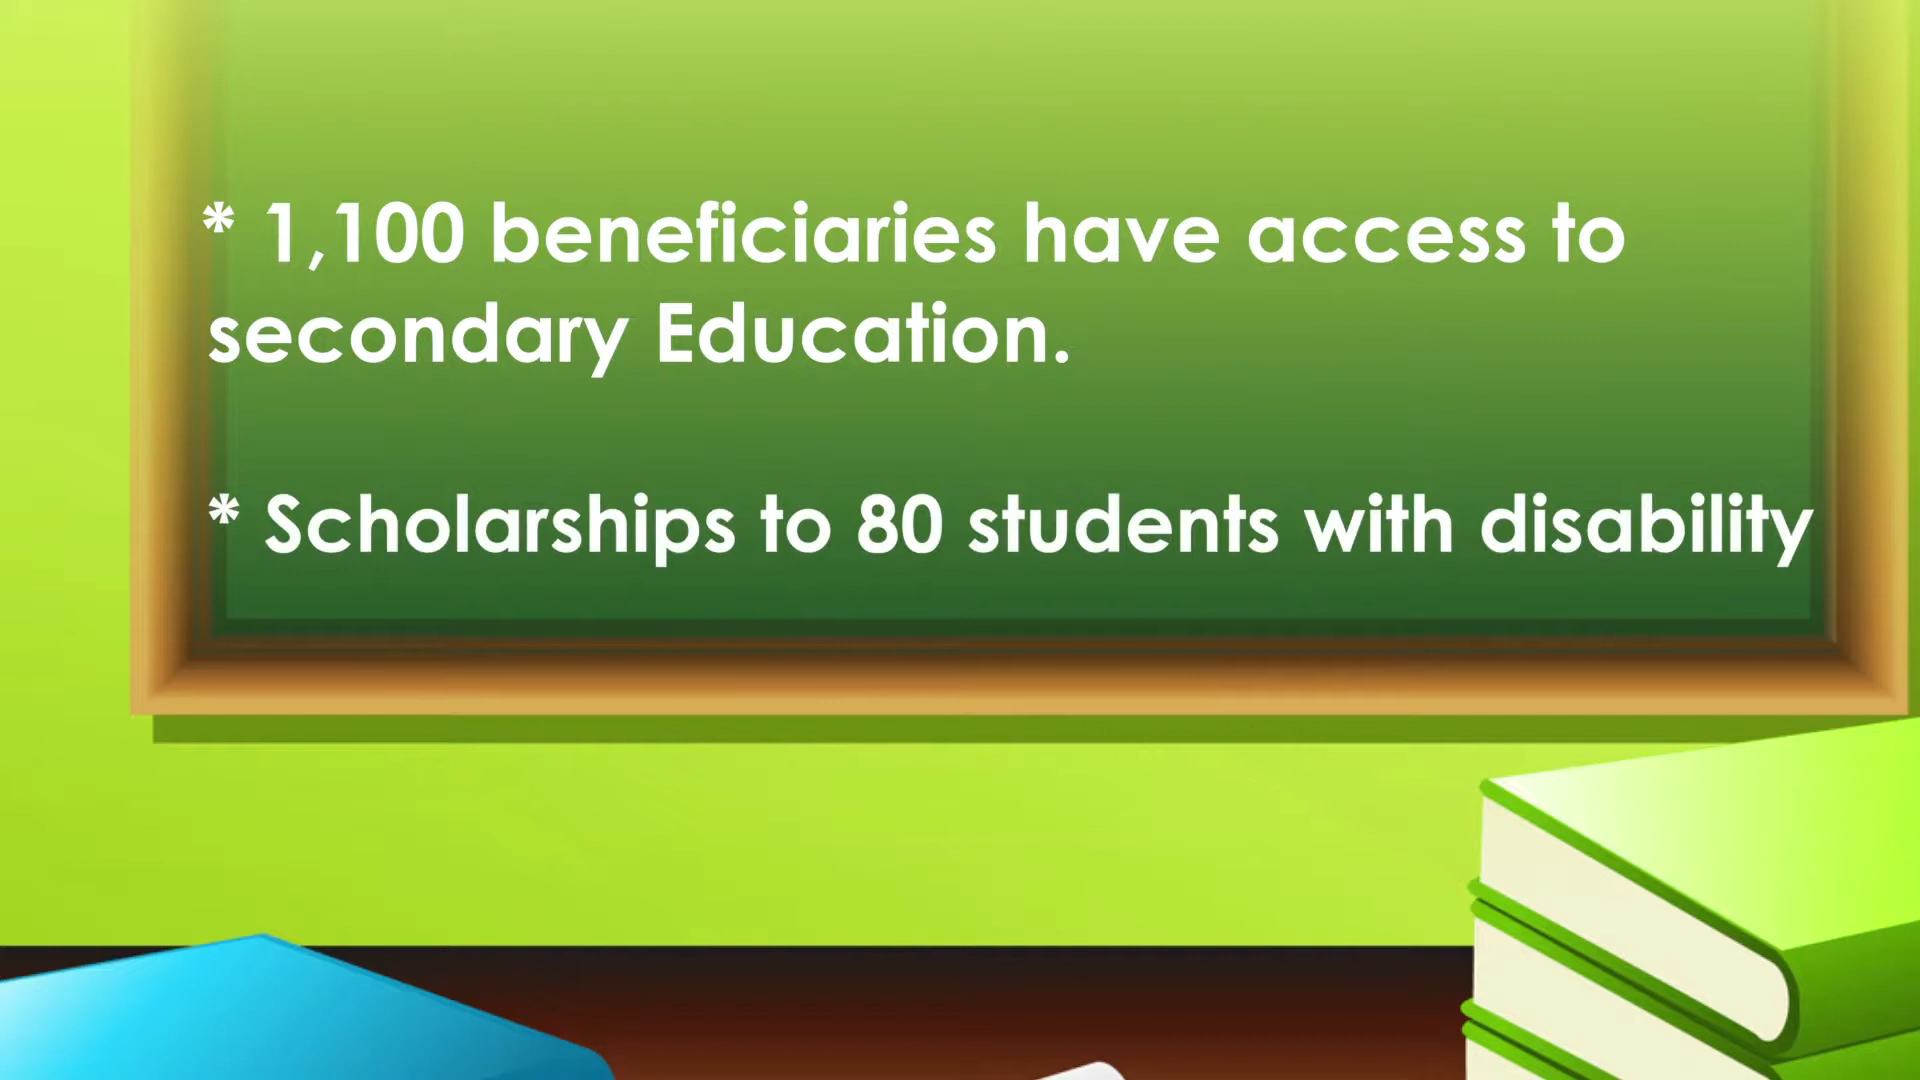 * 1,100 beneficiaries have access to
secondary Education.
* Scholarships to 80 students with disability